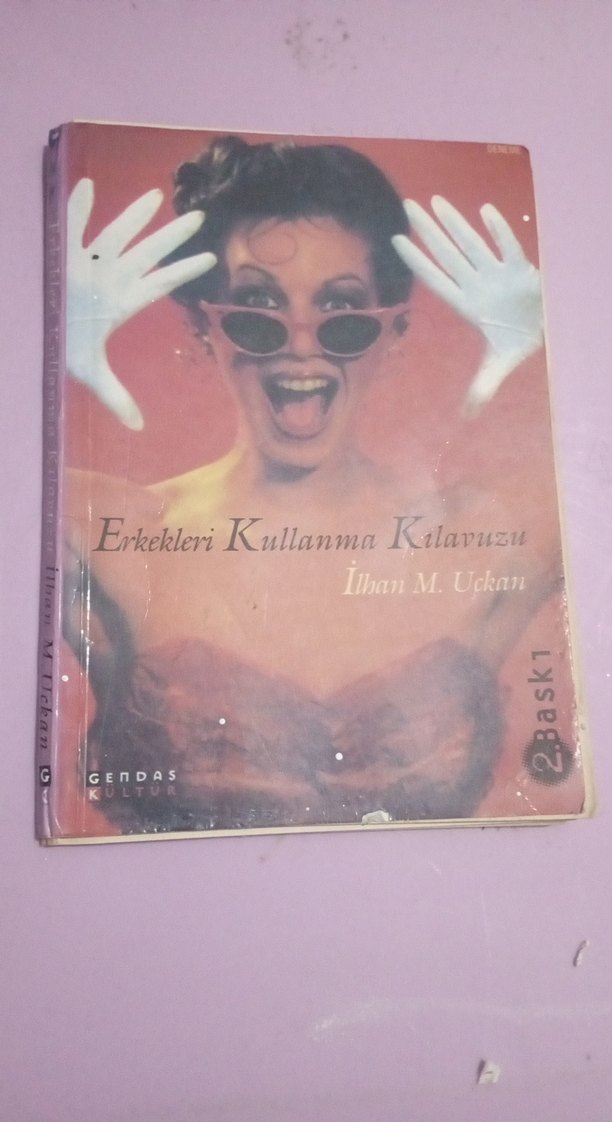 DENEME
Erkekleri Kullanma Kılavuzu
İlhan M. Uçkan
2.Baskı
GENDAŞ
KÜLTÜR
Erkekleri Kullanma Kılavuzu İlhan M. Uçkan
G
K